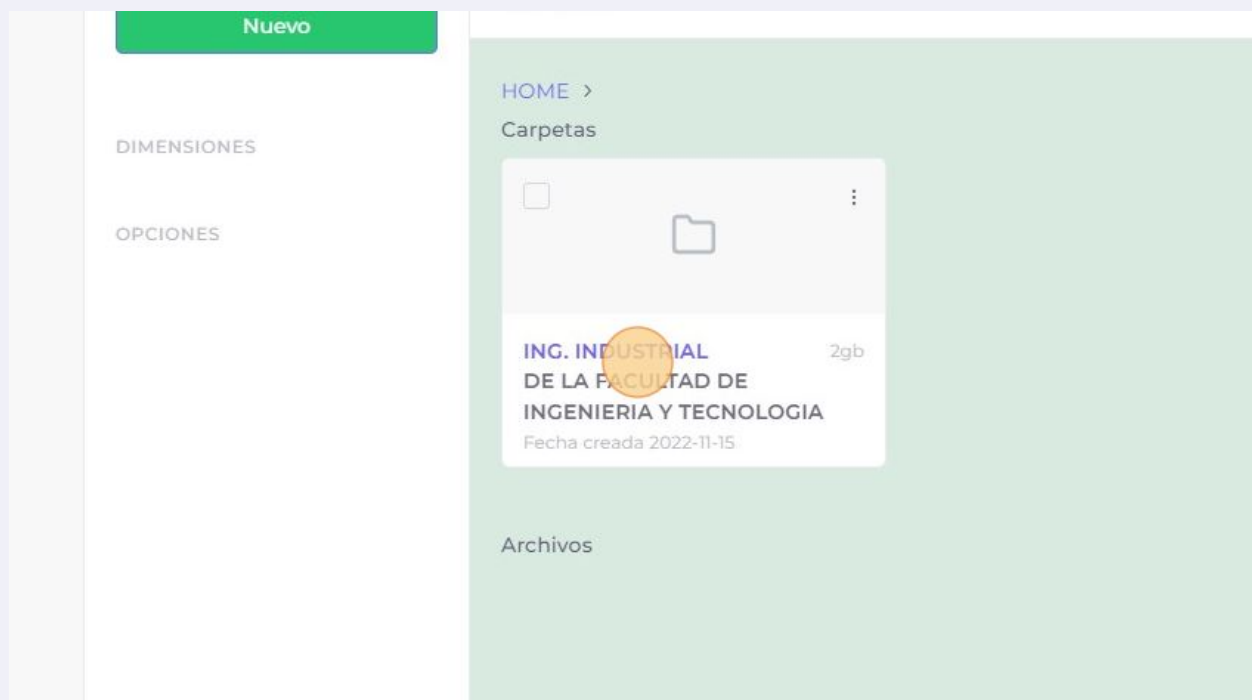 Nuevo
DIMENSIONES
OPCIONES
HOME >
Carpetas
ING. INDUSTRIAL
2gb
DE LA FACULTAD DE
INGENIERIA Y TECNOLOGIA
Fecha creada 2022-11-15
Archivos